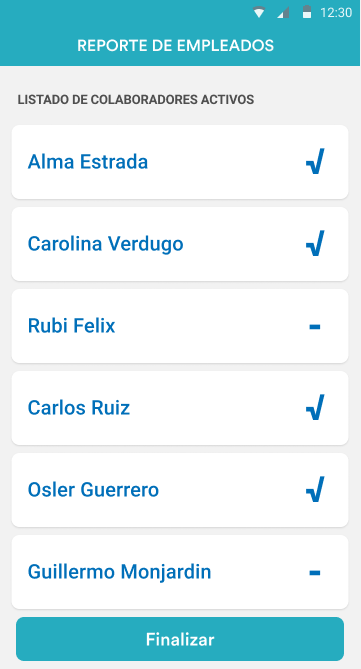 12:30
REPORTE DE EMPLEADOS
LISTADO DE COLABORADORES ACTIVOS
Alma Estrada √
Carolina Verdugo √
Rubi Felix -
Carlos Ruiz √
Osler Guerrero √
Guillermo Monjardin -
Finalizar